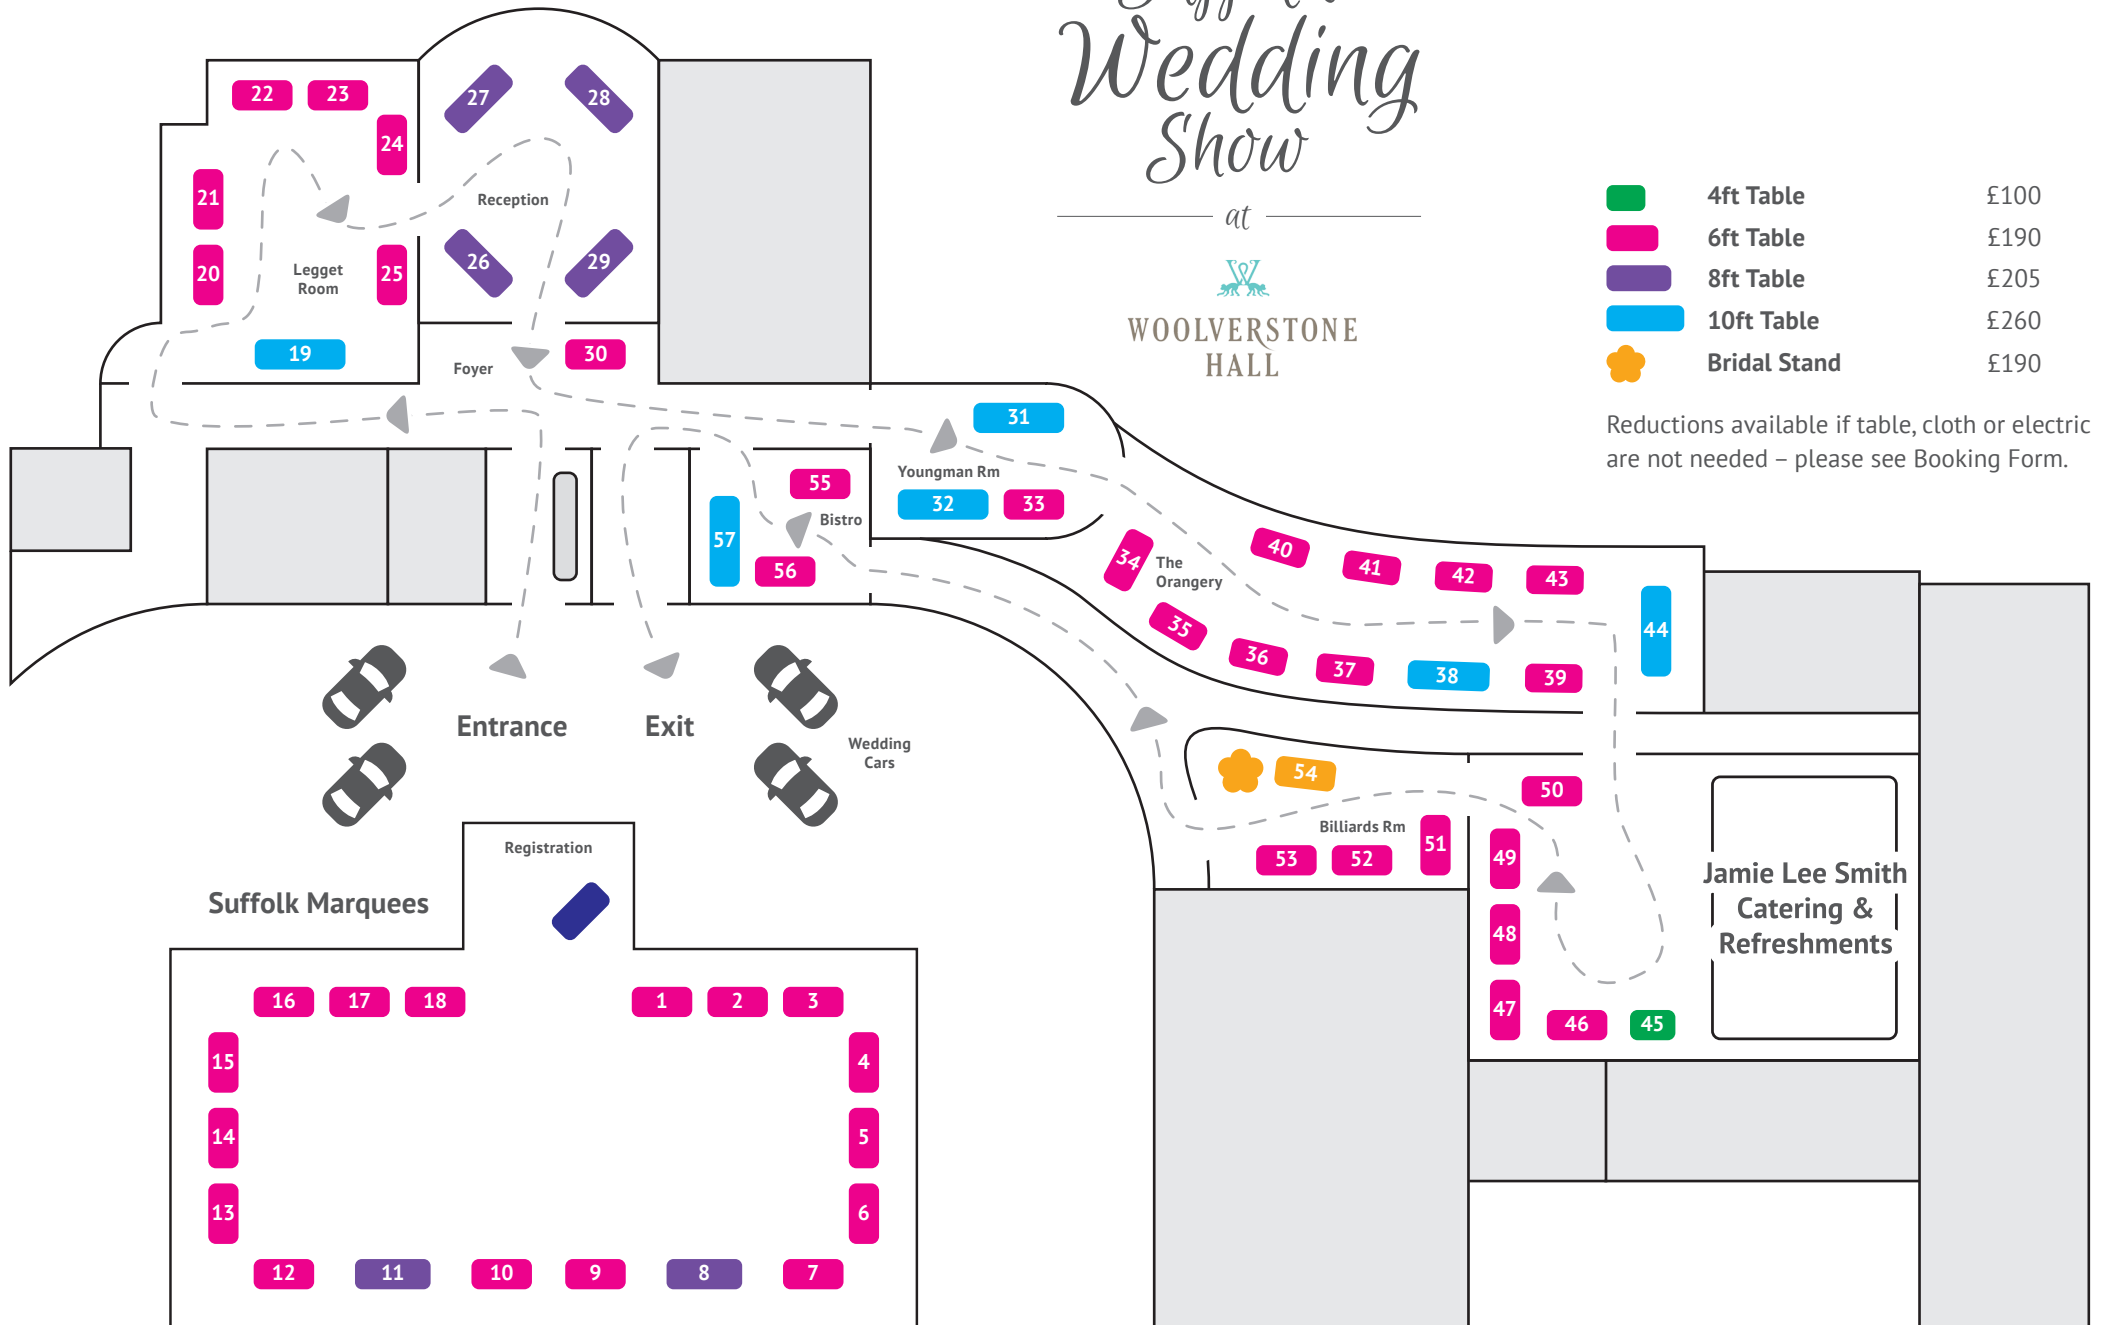 Wedding
Show
at
WOOLVERSTONE
HALL
4ft Table £100
6ft Table £190
8ft Table £205
10ft Table £260
Bridal Stand £190
Reductions available if table, cloth or electric
are not needed – please see Booking Form.
22 23
24
21
20
25
Legget
Room
19
27 28
Reception
26 29
Foyer
30
31
Youngman Rm
32 33
55
Bistro
57
56
34
The
Orangery
35
36
37
38
39
40
41
42
43
44
Entrance
Exit
Wedding
Cars
54
Billiards Rm
53 52
51
50
49
48
47
46
45
Jamie Lee Smith
Catering &
Refreshments
Registration
Suffolk Marquees
16 17 18
1 2 3
15
4
14
5
13
6
12 11 10 9 8 7